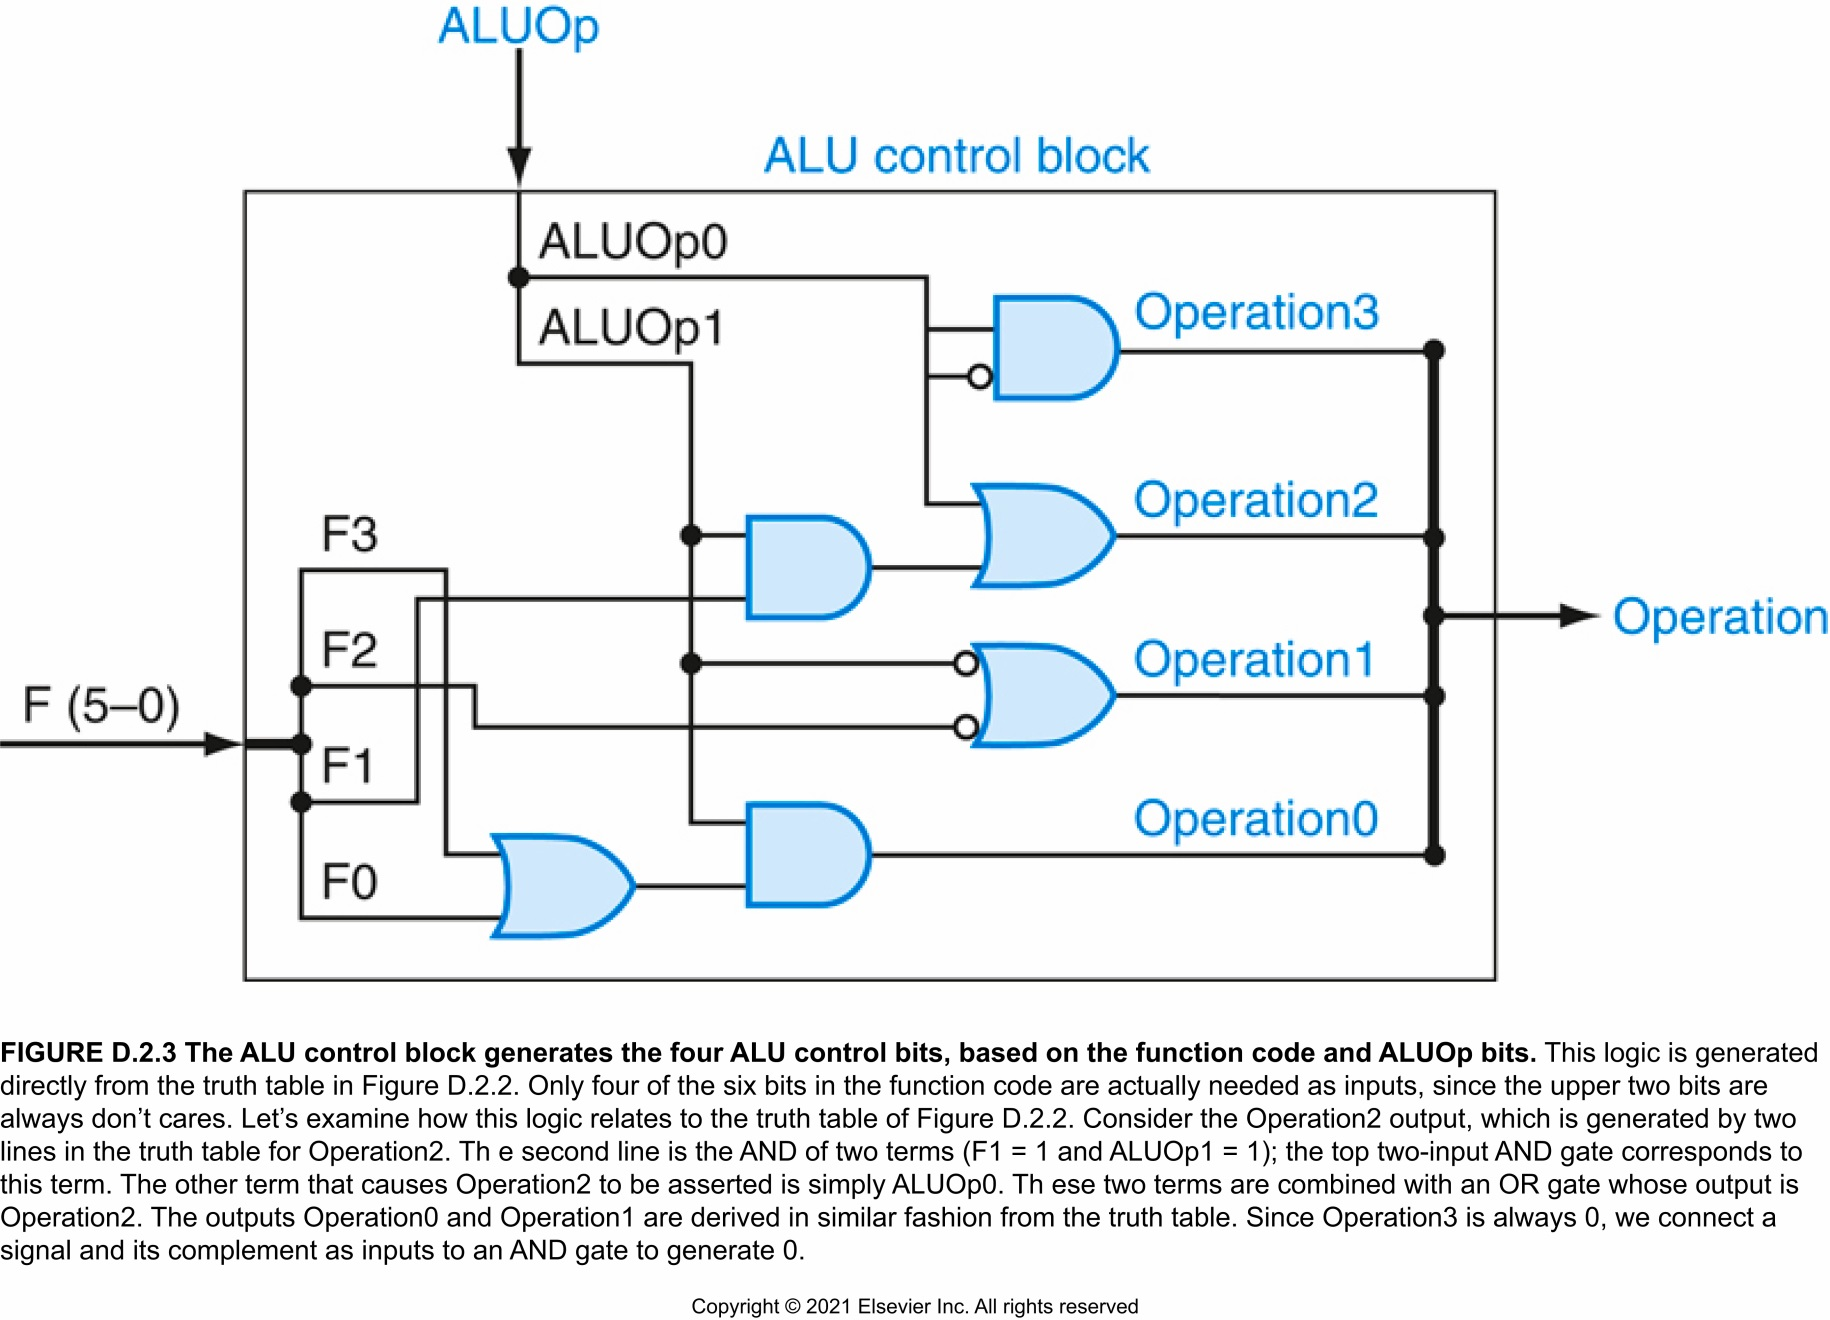 ALUOp
ALU control block
ALUOp0
ALUOp1
Operation3
Operation2
F3
F2
Operation
Operation1
F (5–0)
F1
Operation0
F0
FIGURE D.2.3 The ALU control block generates the four ALU control bits, based on the function code and ALUOp bits. This logic is generated
directly from the truth table in Figure D.2.2. Only four of the six bits in the function code are actually needed as inputs, since the upper two bits are
always don’t cares. Let’s examine how this logic relates to the truth table of Figure D.2.2. Consider the Operation2 output, which is generated by two
lines in the truth table for Operation2. Th e second line is the AND of two terms (F1 = 1 and ALUOp1 = 1); the top two-input AND gate corresponds to
this term. The other term that causes Operation2 to be asserted is simply ALUOp0. Th ese two terms are combined with an OR gate whose output is
Operation2. The outputs Operation0 and Operation1 are derived in similar fashion from the truth table. Since Operation3 is always 0, we connect a
signal and its complement as inputs to an AND gate to generate 0.
Copyright © 2021 Elsevier Inc. All rights reserved